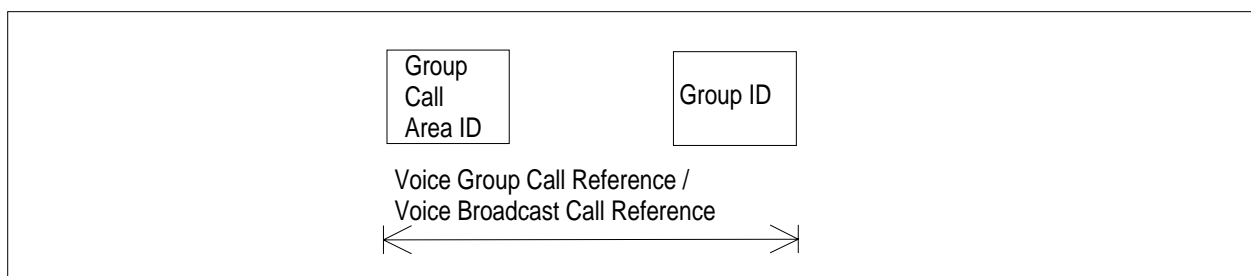 Group
Call
Area ID
Group ID
Voice Group Call Reference /
Voice Broadcast Call Reference